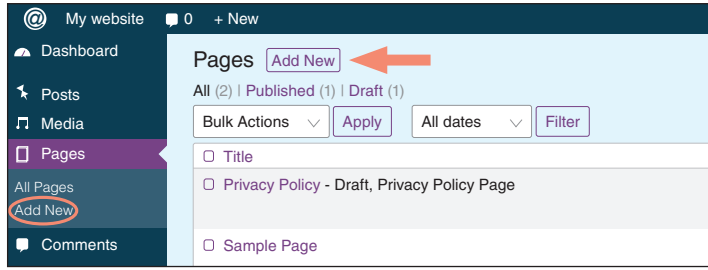 @ My website 0 + New
Dashboard
Posts
Media
Pages
All Pages
Add New
Comments
Pages Add New
All (2) | Published (1) | Draft (1)
Bulk Actions Apply All dates Filter
Title
Privacy Policy - Draft, Privacy Policy Page
Sample Page